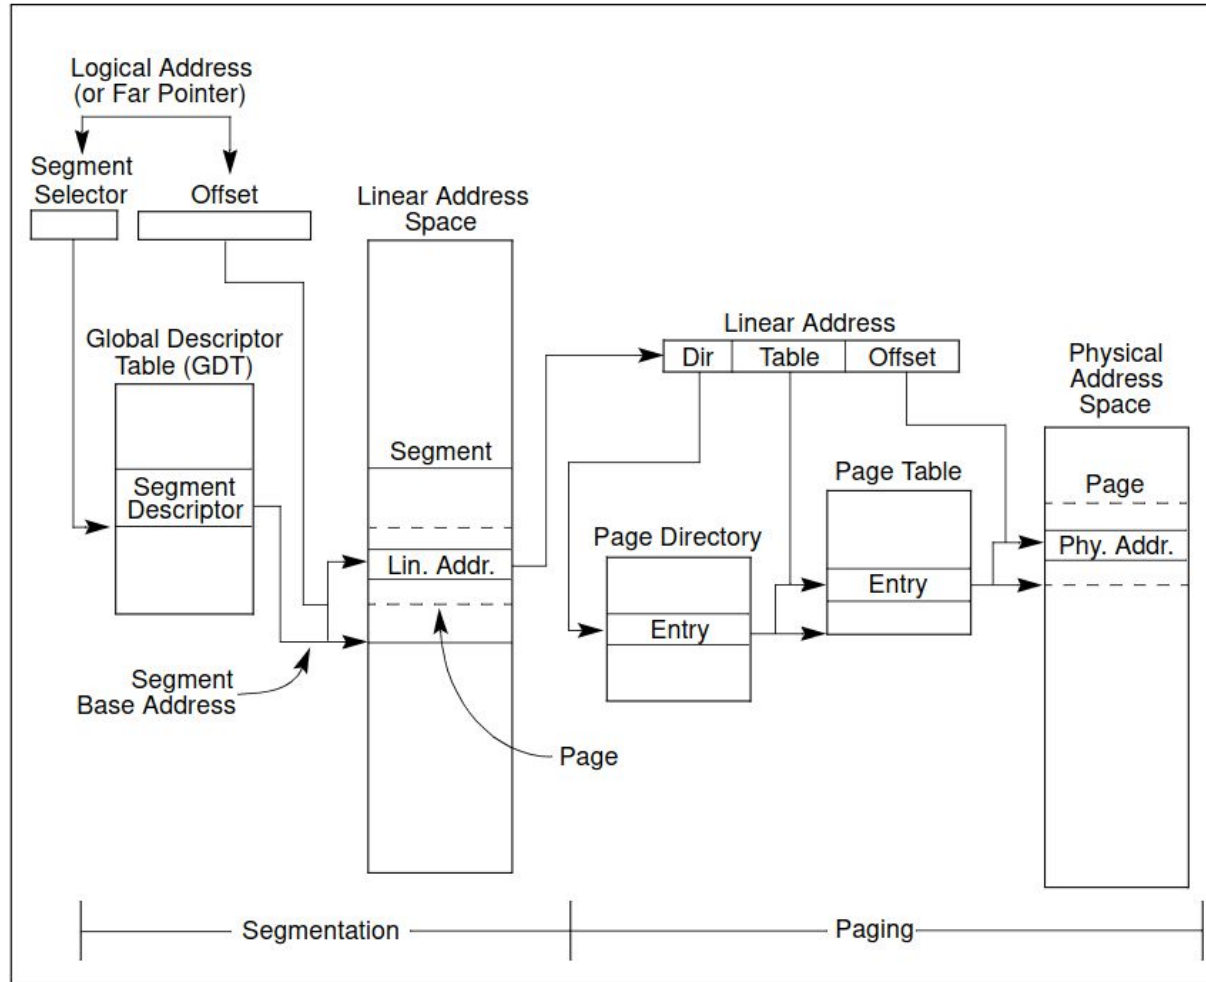 Logical Address
(or Far Pointer)
Segment
Selector
Offset
Linear Address
Space
Global Descriptor
Table (GDT)
Segment
Descriptor
Segment
Lin. Addr.
Segment
Base Address
Page
Linear Address
Dir
Table
Offset
Page Directory
Entry
Page Table
Entry
Physical
Address
Space
Page
Phy. Addr.
Segmentation
Paging